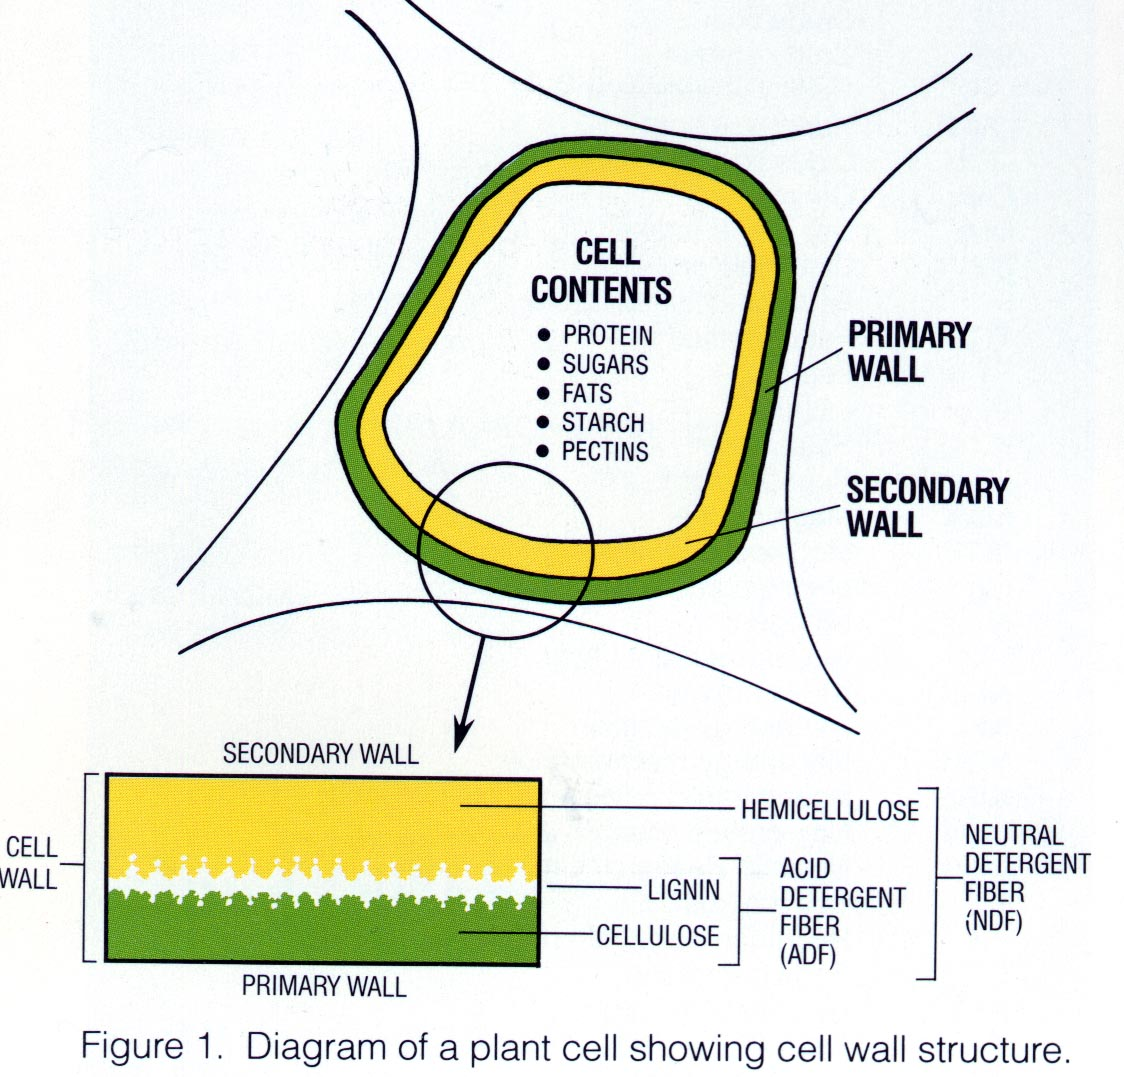 CELL
CONTENTS
● PROTEIN
● SUGARS
● FATS
● STARCH
● PECTINS
PRIMARY
WALL
SECONDARY
WALL
SECONDARY WALL
CELL
WALL
HEMICELLULOSE
LIGNIN
CELLULOSE
ACID
DETERGENT
FIBER
(ADF)
NEUTRAL
DETERGENT
FIBER
(NDF)
PRIMARY WALL
Figure 1. Diagram of a plant cell showing cell wall structure.